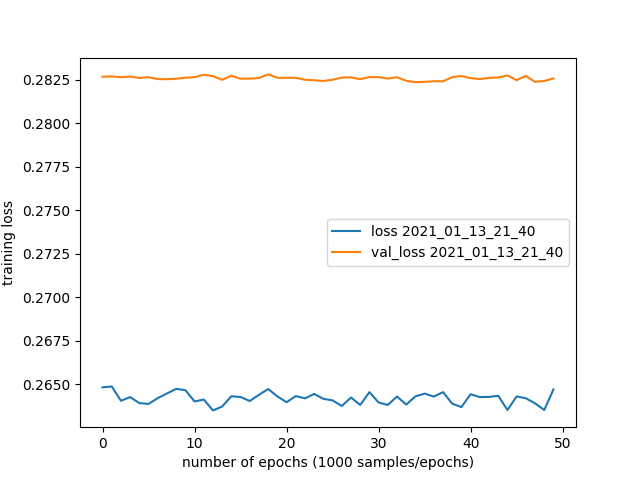 0.2825
0.2800
0.2775
0.2750
0.2725
0.2700
0.2675
0.2650
training loss
loss 2021_01_13_21_40
val_loss 2021_01_13_21_40
0 10 20 30 40 50
number of epochs (1000 samples/epochs)